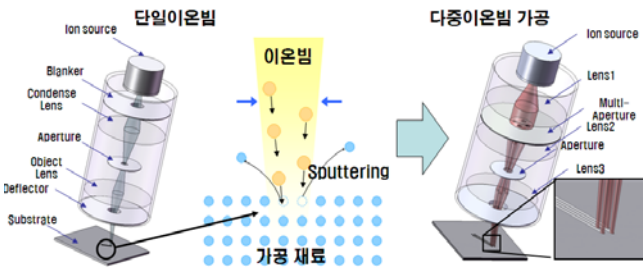 단일이온빔
Ion source
Blanker
Condense
Lens
Aperture
Object
Lens
Deflector
Substrate
이온빔
Sputtering
가공 재료
다중이온빔 가공
Ion source
Lens1
Multi-
Aperture
Lens2
Aperture
Lens3